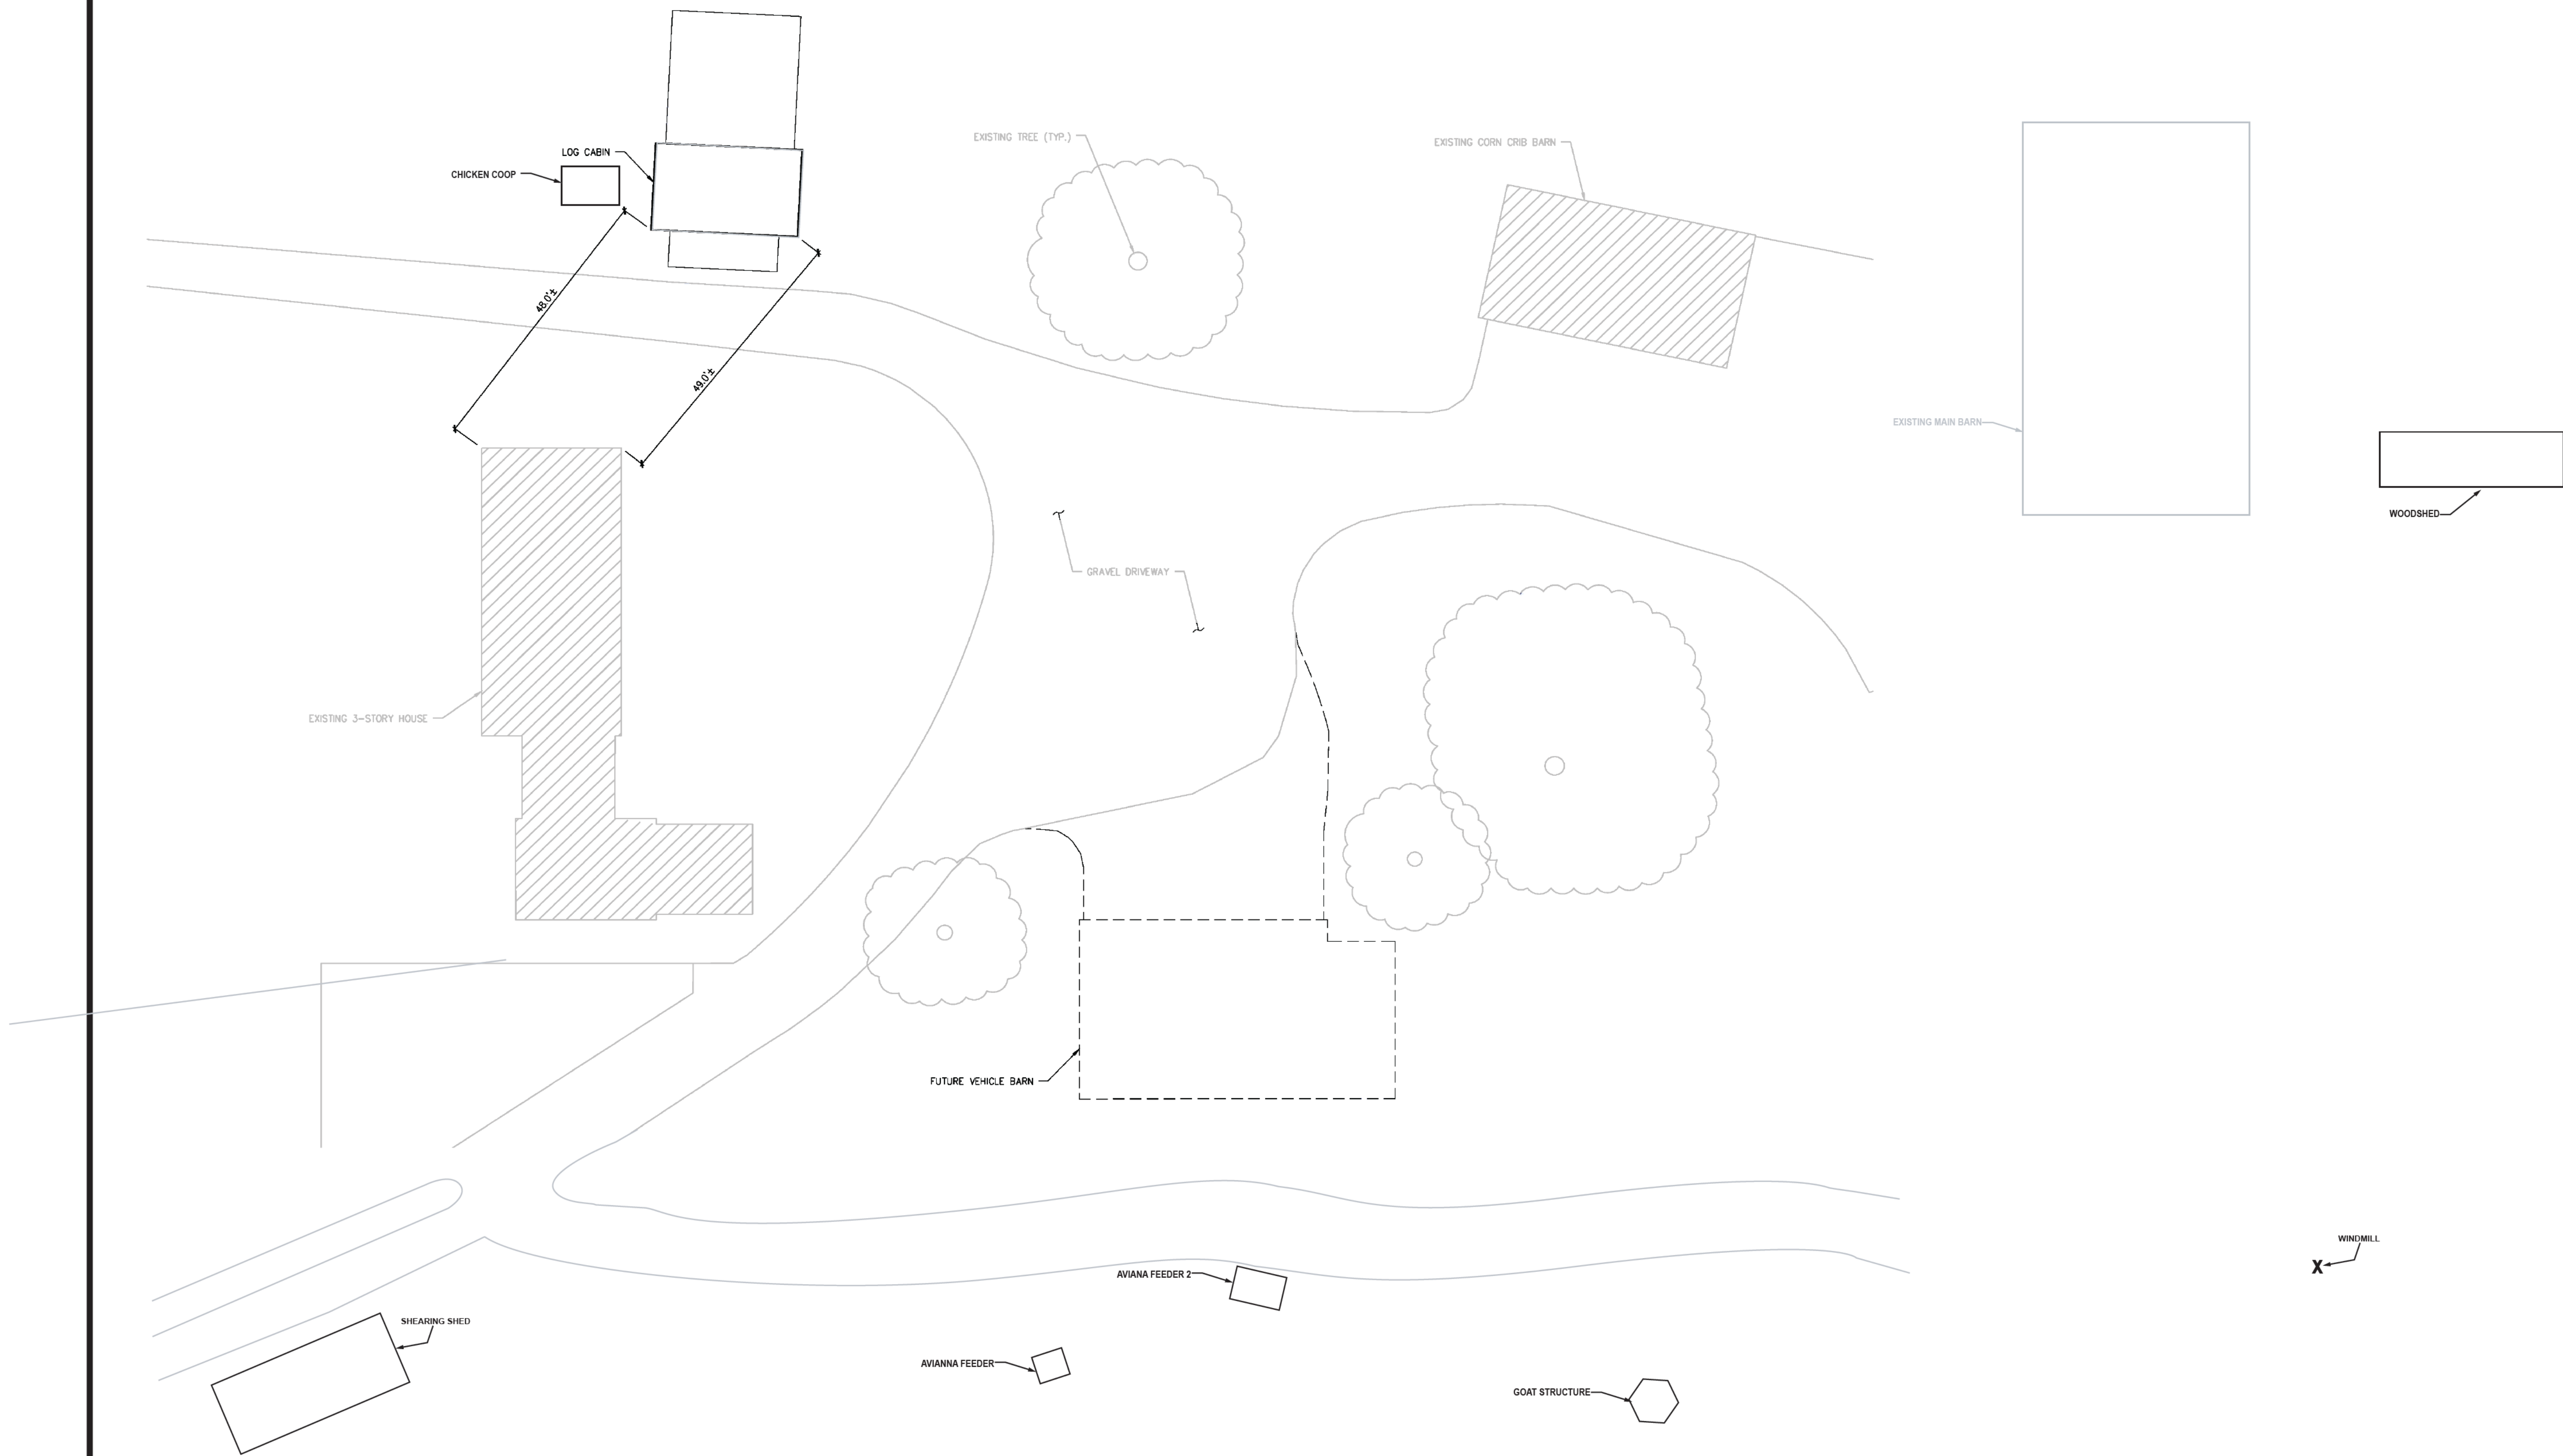 EXISTING TREE (TYP.)
EXISTING CORN CRIB BARN
LOG CABIN
CHICKEN COOP
48.0'±
49.0'±
EXISTING MAIN BARN
WOODSHED
GRAVEL DRIVEWAY
EXISTING 3-STORY HOUSE
FUTURE VEHICLE BARN
WINDMILL
X
AVIANA FEEDER 2
SHEARING SHED
AVIANNA FEEDER
GOAT STRUCTURE